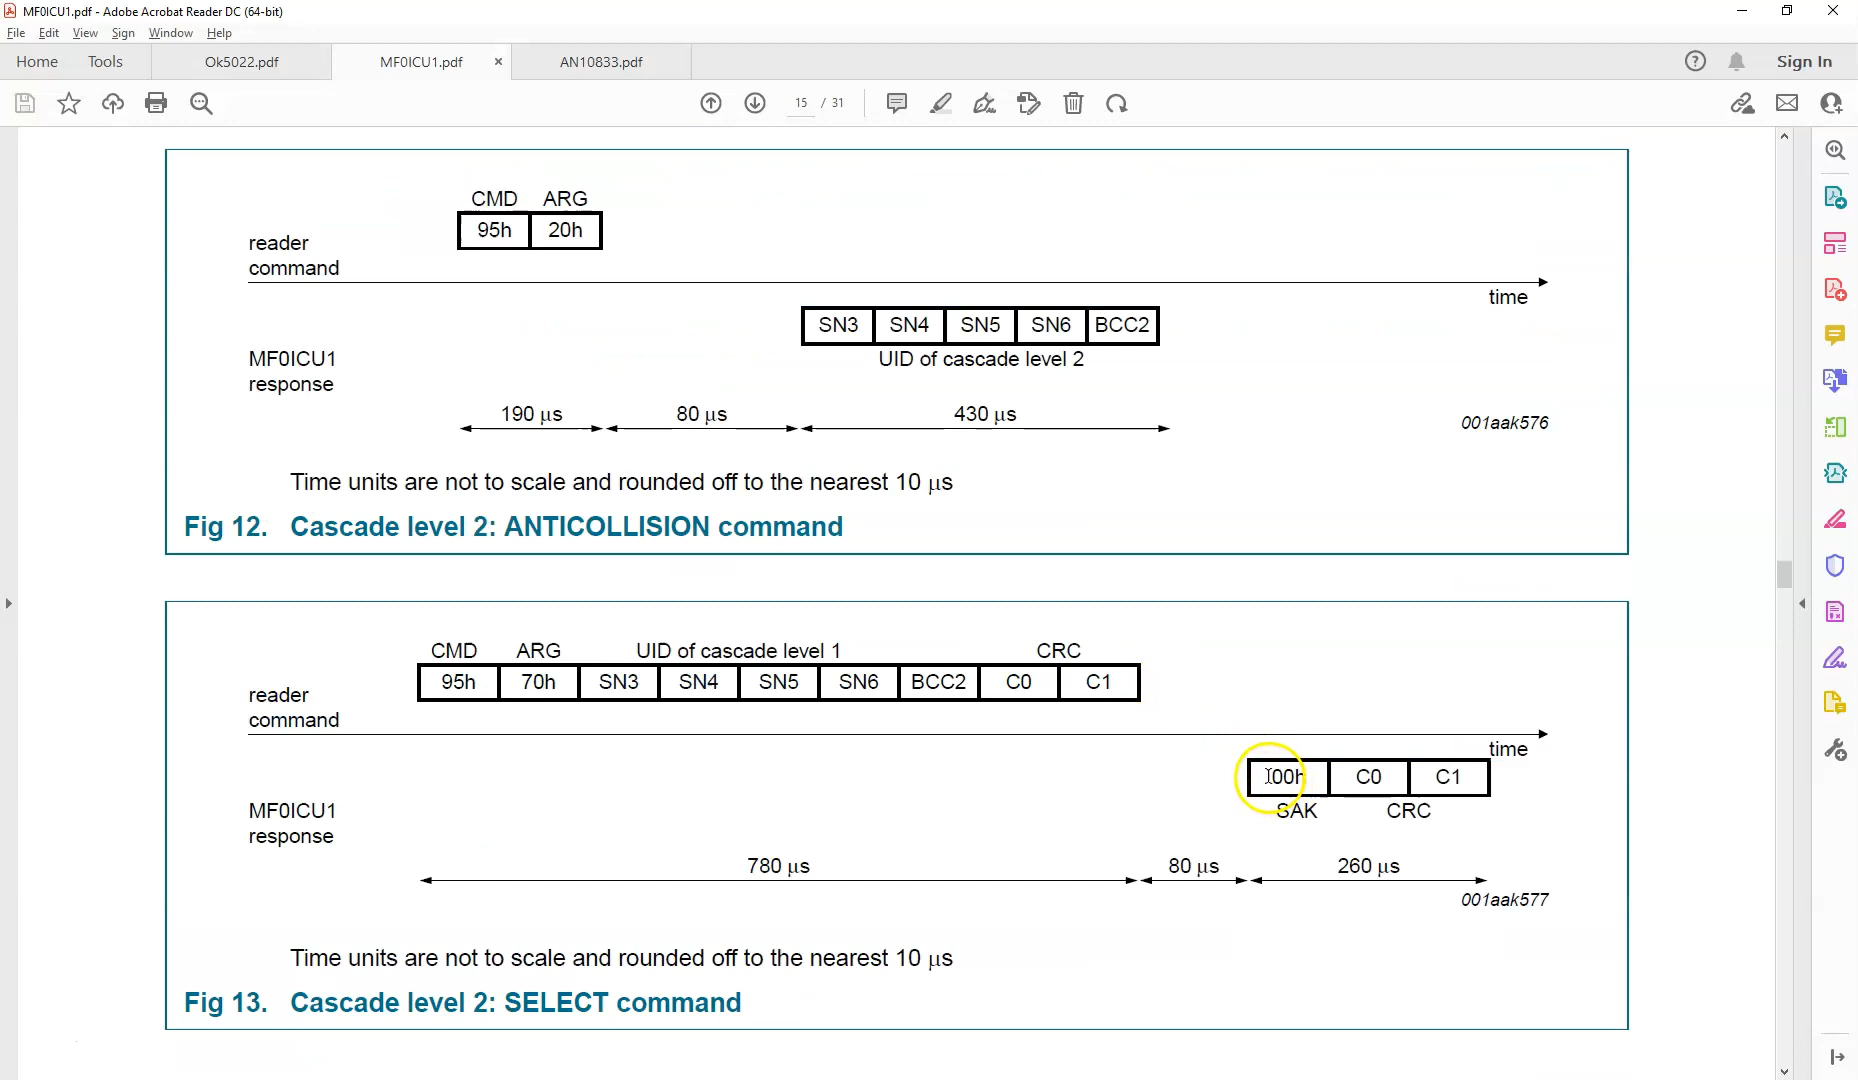 MF0ICU1.pdf - Adobe Acrobat Reader DC (64-bit)
File Edit View Sign Window Help
Home Tools Ok5022.pdf MF0ICU1.pdf × AN10833.pdf Sign In
15 / 31
CMD ARG
95h 20h
reader
command
time
SN3 SN4 SN5 SN6 BCC2
UID of cascade level 2
MF0ICU1
response
190 μs 80 μs 430 μs
001aak576
Time units are not to scale and rounded off to the nearest 10 μs
Fig 12. Cascade level 2: ANTICOLLISION command
CMD ARG UID of cascade level 1 CRC
95h 70h SN3 SN4 SN5 SN6 BCC2 C0 C1
reader
command
time
00h C0 C1
SAK CRC
MF0ICU1
response
780 μs 80 μs 260 μs
001aak577
Time units are not to scale and rounded off to the nearest 10 μs
Fig 13. Cascade level 2: SELECT command